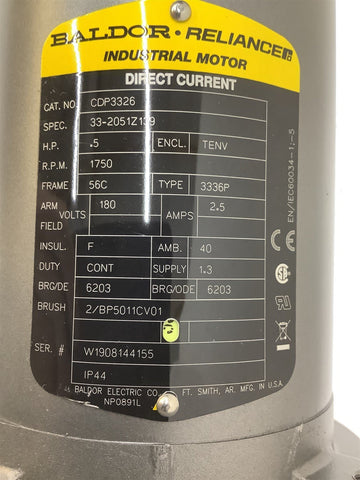 BALDOR • RELIANCE
INDUSTRIAL MOTOR
DIRECT CURRENT
CAT. NO. CDP3326
SPEC. 33-2051Z139
H.P. .5 ENCL. TENV
R.P.M. 1750
FRAME 56C TYPE 3336P
ARM VOLTS 180 AMPS 2.5
FIELD
INSUL. F AMB. 40
DUTY CONT SUPPLY 1.3
BRG/DE 6203 BRG/ODE 6203
BRUSH 2/BP5011CV01
SER. # W1908144155
IP44
BALDOR ELECTRIC CO. FT. SMITH, AR. MFG. IN U.S.A.
NP0891L
EN/IEC60034-1;-5
CE